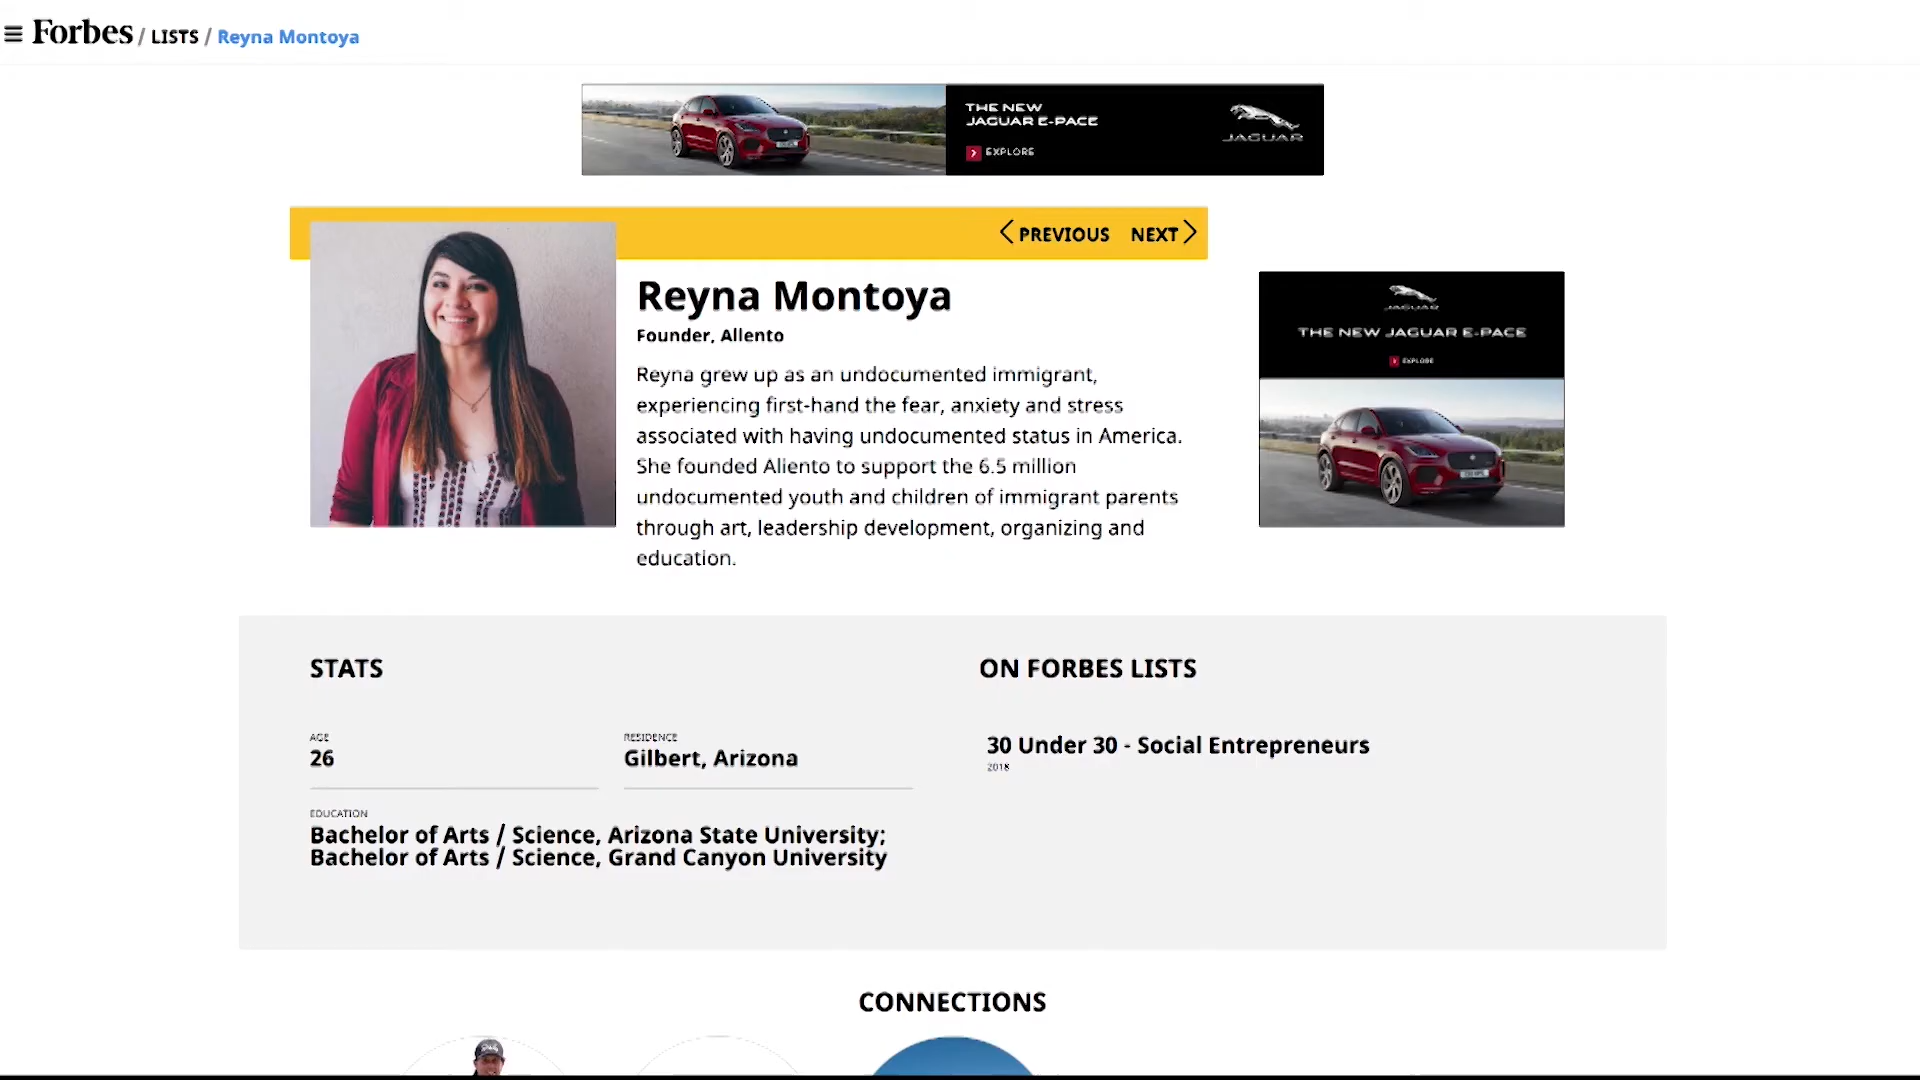 Forbes / LISTS / Reyna Montoya
THE NEW
JAGUAR E-PACE
EXPLORE
JAGUAR
PREVIOUS NEXT
Reyna Montoya
Founder, Aliento
Reyna grew up as an undocumented immigrant,
experiencing first-hand the fear, anxiety and stress
associated with having undocumented status in America.
She founded Aliento to support the 6.5 million
undocumented youth and children of immigrant parents
through art, leadership development, organizing and
education.
JAGUAR
THE NEW JAGUAR E-PACE
EXPLORE
STATS
AGE
26
RESIDENCE
Gilbert, Arizona
EDUCATION
Bachelor of Arts / Science, Arizona State University;
Bachelor of Arts / Science, Grand Canyon University
ON FORBES LISTS
30 Under 30 - Social Entrepreneurs
2018
CONNECTIONS